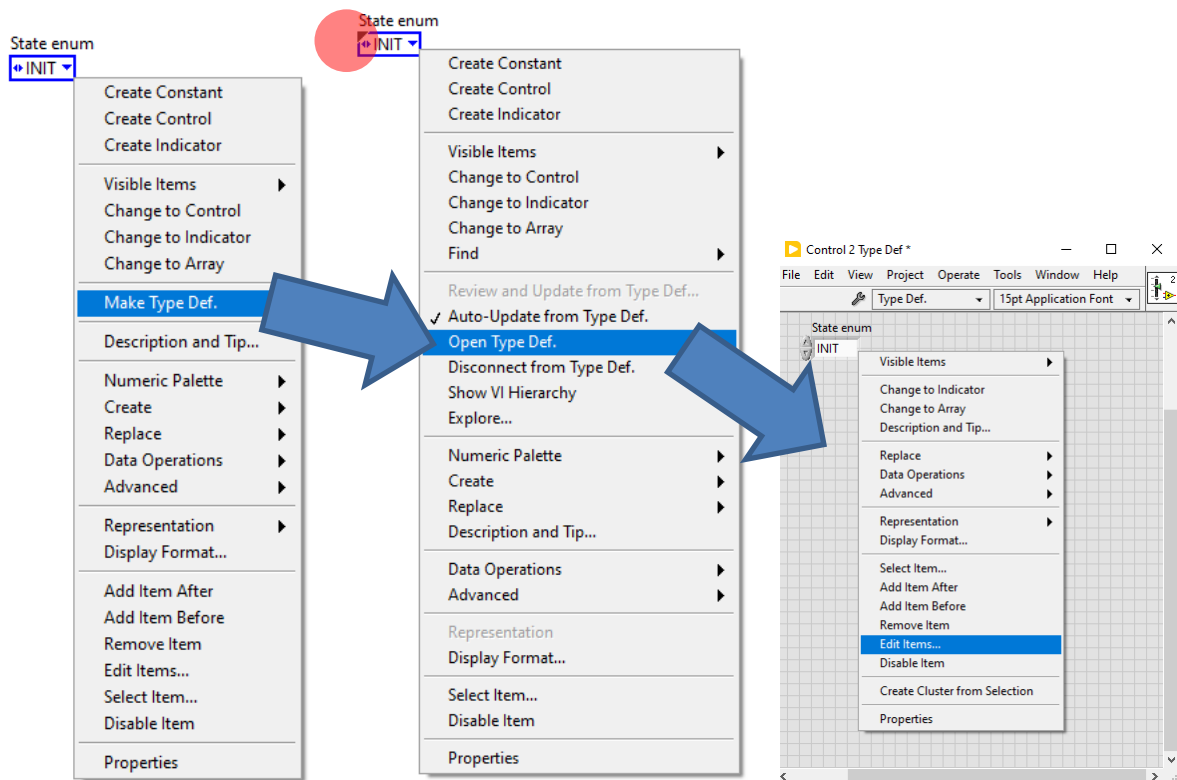 State enum
INIT
Create Constant
Create Control
Create Indicator
Visible Items
Change to Control
Change to Indicator
Change to Array
Make Type Def.
Description and Tip...
Numeric Palette
Create
Replace
Data Operations
Advanced
Representation
Display Format...
Add Item After
Add Item Before
Remove Item
Edit Items...
Select Item...
Disable Item
Properties
State enum
INIT
Create Constant
Create Control
Create Indicator
Visible Items
Change to Control
Change to Indicator
Change to Array
Find
Review and Update from Type Def...
Auto-Update from Type Def.
Open Type Def.
Disconnect from Type Def.
Show VI Hierarchy
Explore...
Numeric Palette
Create
Replace
Description and Tip...
Data Operations
Advanced
Representation
Display Format...
Select Item...
Disable Item
Properties
Control 2 Type Def *
File Edit View Project Operate Tools Window Help
2
Type Def. 15pt Application Font
State enum
INIT
Visible Items
Change to Indicator
Change to Array
Description and Tip...
Replace
Data Operations
Advanced
Representation
Display Format...
Select Item...
Add Item After
Add Item Before
Remove Item
Edit Items...
Disable Item
Create Cluster from Selection
Properties